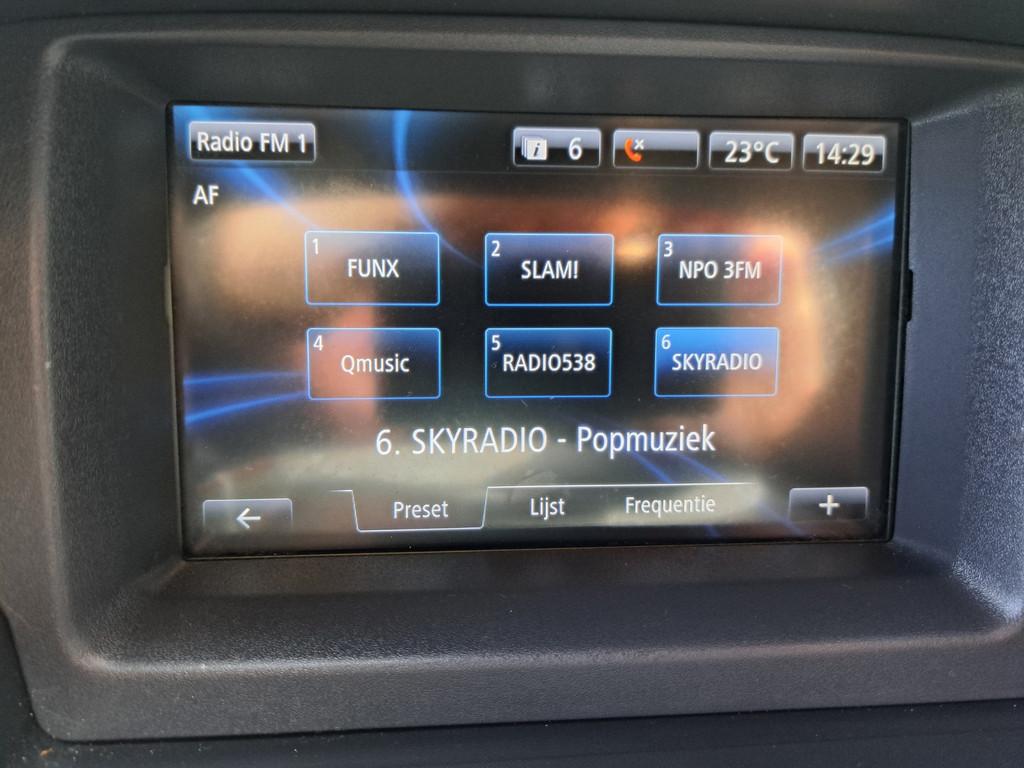 Radio FM 1
6
23°C
14:29
AF
1 FUNX
2 SLAM!
3 NPO 3FM
4 Qmusic
5 RADIO538
6 SKYRADIO
6. SKYRADIO - Popmuziek
Preset
Lijst
Frequentie
+